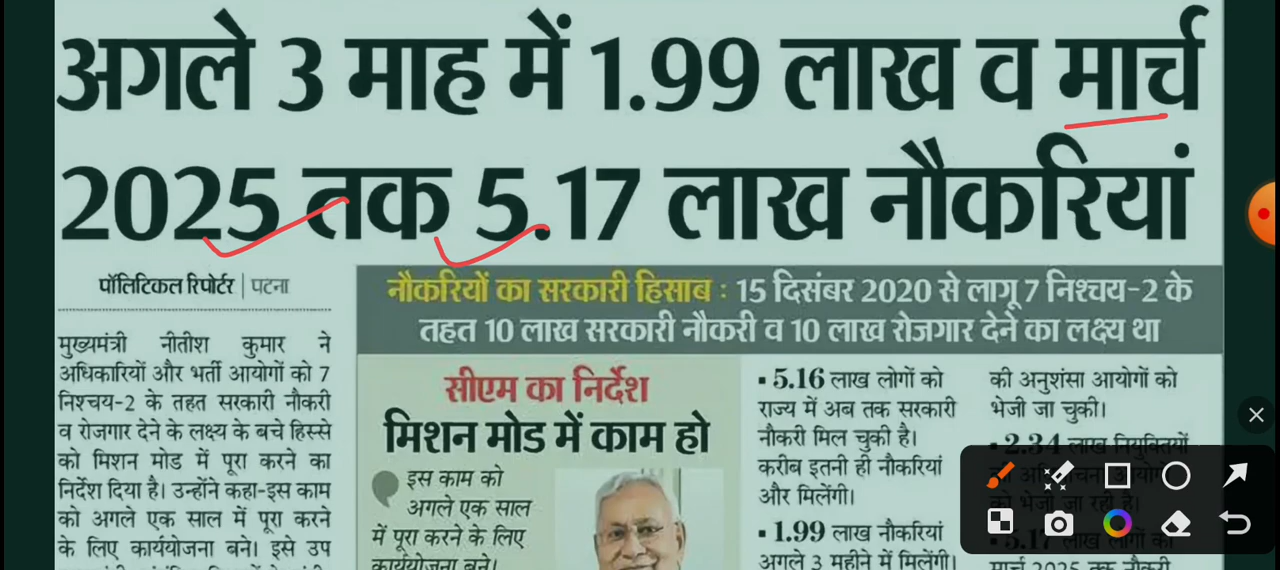 अगले 3 माह में 1.99 लाख व मार्च
2025 तक 5.17 लाख नौकरियां
पॉलिटिकल रिपोर्टर | पटना
मुख्यमंत्री नीतीश कुमार ने
अधिकारियों और भर्ती आयोगों को 7
निश्चय-2 के तहत सरकारी नौकरी
व रोजगार देने के लक्ष्य के बचे हिस्से
को मिशन मोड में पूरा करने का
निर्देश दिया है। उन्होंने कहा-इस काम
को अगले एक साल में पूरा करने
के लिए कार्ययोजना बने। इसे उप
नौकरियों का सरकारी हिसाब : 15 दिसंबर 2020 से लागू 7 निश्चय-2 के
तहत 10 लाख सरकारी नौकरी व 10 लाख रोजगार देने का लक्ष्य था
सीएम का निर्देश
मिशन मोड में काम हो
इस काम को
अगले एक साल
में पूरा करने के लिए
कार्ययोजना बने।
▪ 5.16 लाख लोगों को
राज्य में अब तक सरकारी
नौकरी मिल चुकी है।
करीब इतनी ही नौकरियां
और मिलेंगी।
▪ 1.99 लाख नौकरियां
अगले 3 महीने में मिलेंगी।
की अनुशंसा आयोगों को
भेजी जा चुकी।
▪ 2.34 लाख नियुक्तियों
को भेजी जा रही है।
5.17 लाख लोगों को
मार्च 2025 तक नौकरी